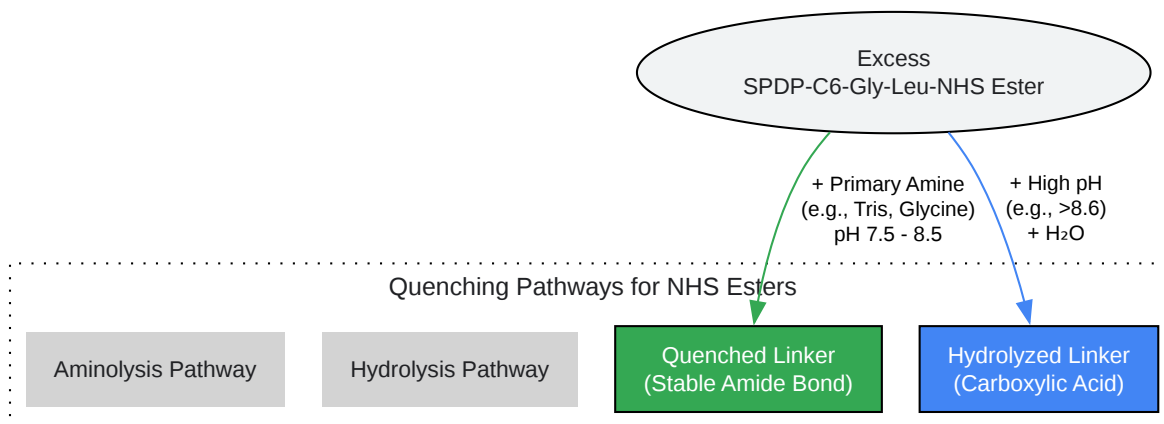 Excess
SPDP-C6-Gly-Leu-NHS Ester
+ Primary Amine
(e.g., Tris, Glycine)
pH 7.5 - 8.5
+ High pH
(e.g., >8.6)
+ H₂O
Quenching Pathways for NHS Esters
Aminolysis Pathway
Hydrolysis Pathway
Quenched Linker
(Stable Amide Bond)
Hydrolyzed Linker
(Carboxylic Acid)